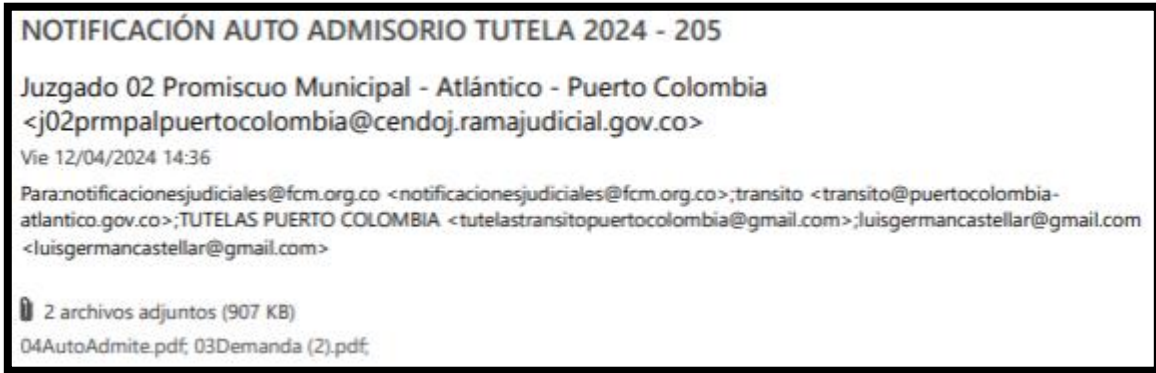 NOTIFICACIÓN AUTO ADMISORIO TUTELA 2024 - 205
Juzgado 02 Promiscuo Municipal - Atlántico - Puerto Colombia
<j02prmpalpuertocolombia@cendoj.ramajudicial.gov.co>
Vie 12/04/2024 14:36
Para:notificacionesjudiciales@fcm.org.co <notificacionesjudiciales@fcm.org.co>;transito <transito@puertocolombia-
atlantico.gov.co>;TUTELAS PUERTO COLOMBIA <tutelastransitopuertocolombia@gmail.com>;luisgermancastellar@gmail.com
<luisgermancastellar@gmail.com>
2 archivos adjuntos (907 KB)
04AutoAdmite.pdf; 03Demanda (2).pdf;